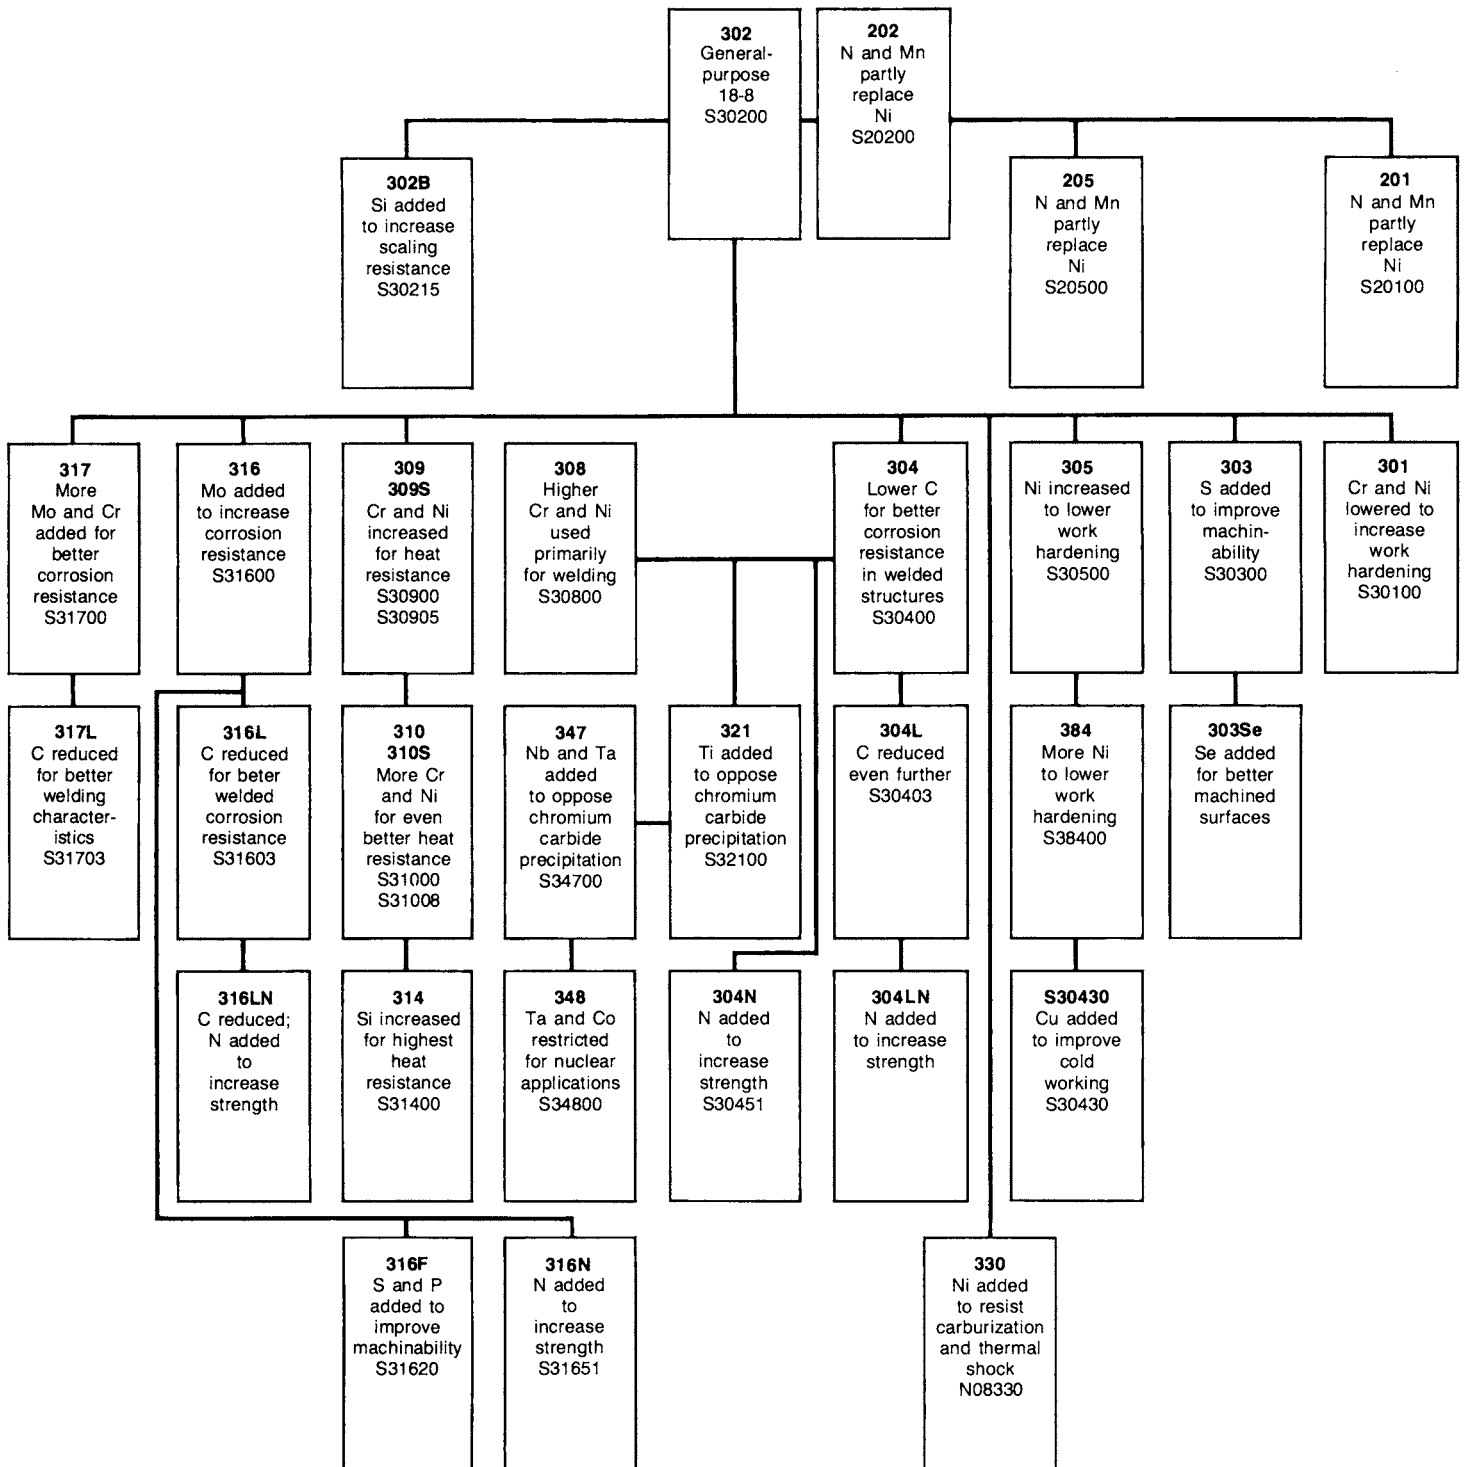 302
General-
purpose
18-8
S30200
202
N and Mn
partly
replace
Ni
S20200
302B
Si added
to increase
scaling
resistance
S30215
205
N and Mn
partly
replace
Ni
S20500
201
N and Mn
partly
replace
Ni
S20100
317
More
Mo and Cr
added for
better
corrosion
resistance
S31700
316
Mo added
to increase
corrosion
resistance
S31600
309
309S
Cr and Ni
increased
for heat
resistance
S30900
S30905
308
Higher
Cr and Ni
used
primarily
for welding
S30800
304
Lower C
for better
corrosion
resistance
in welded
structures
S30400
305
Ni increased
to lower
work
hardening
S30500
303
S added
to improve
machin-
ability
S30300
301
Cr and Ni
lowered to
increase
work
hardening
S30100
317L
C reduced
for better
welding
character-
istics
S31703
316L
C reduced
for beter
welded
corrosion
resistance
S31603
310
310S
More Cr
and Ni
for even
better heat
resistance
S31000
S31008
347
Nb and Ta
added
to oppose
chromium
carbide
precipitation
S34700
321
Ti added
to oppose
chromium
carbide
precipitation
S32100
304L
C reduced
even further
S30403
384
More Ni
to lower
work
hardening
S38400
303Se
Se added
for better
machined
surfaces
316LN
C reduced;
N added
to
increase
strength
314
Si increased
for highest
heat
resistance
S31400
348
Ta and Co
restricted
for nuclear
applications
S34800
304N
N added
to
increase
strength
S30451
304LN
N added
to increase
strength
S30430
Cu added
to improve
cold
working
S30430
316F
S and P
added to
improve
machinability
S31620
316N
N added
to
increase
strength
S31651
330
Ni added
to resist
carburization
and thermal
shock
N08330